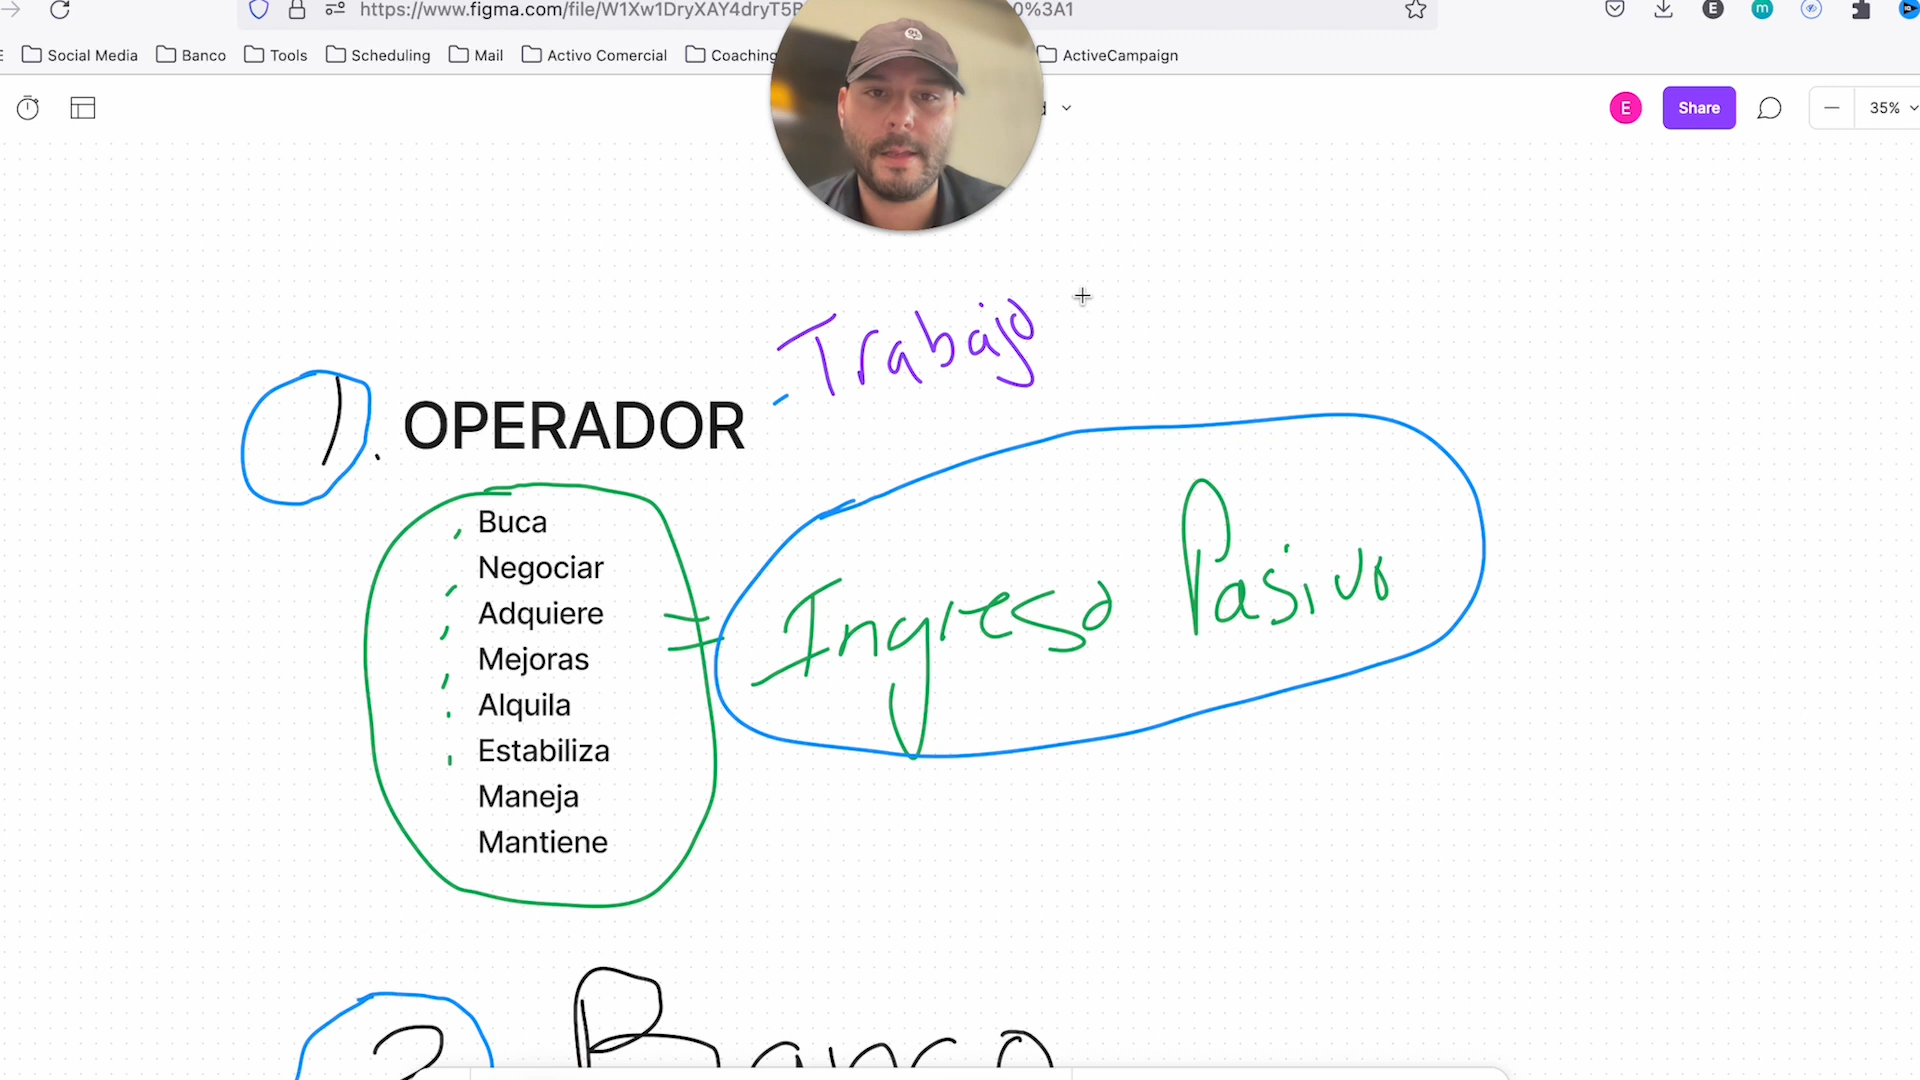 https://www.figma.com/file/W1Xw1DryXAY4dryT5 0%3A1
Social Media Banco Tools Scheduling Mail Activo Comercial Coaching ActiveCampaign
E Share 35%
Trabajo
1. OPERADOR
Buca
Negociar
Adquiere
Mejoras
Alquila
Estabiliza
Maneja
Mantiene
= Ingreso Pasivo
2 Banco